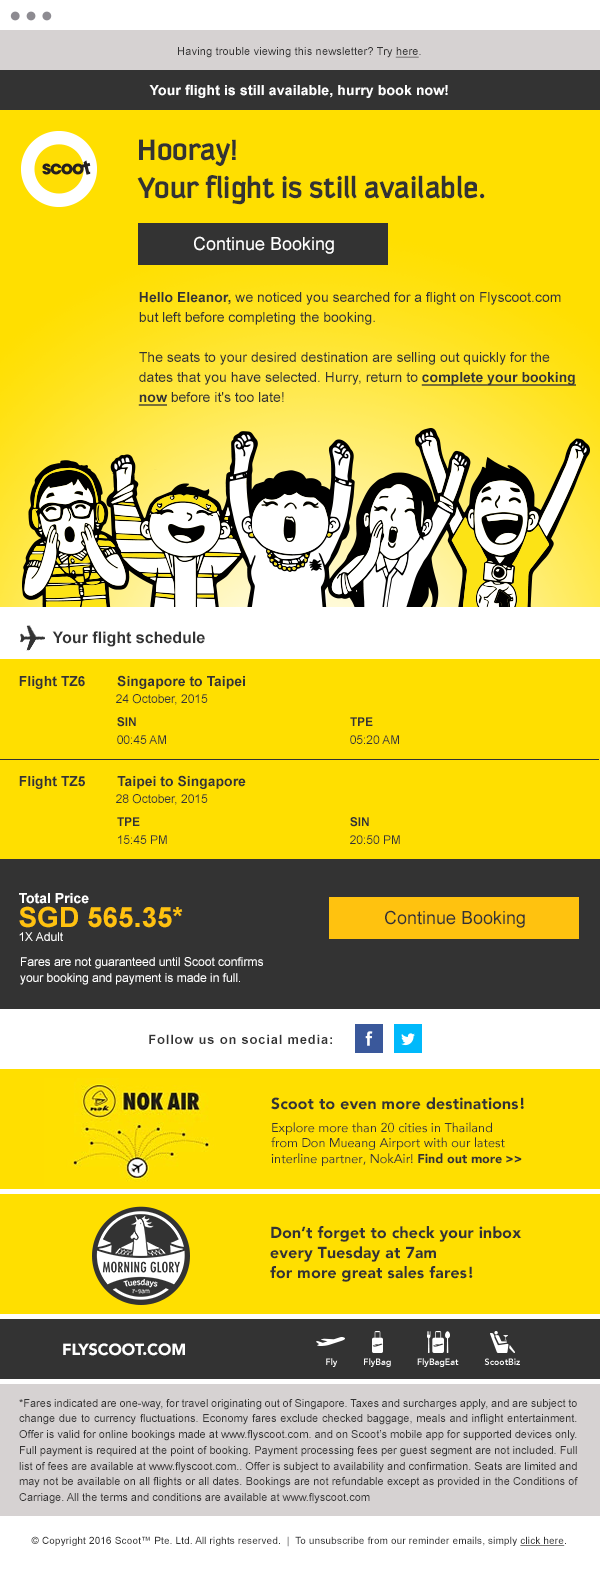 Having trouble viewing this newsletter? Try here.
Your flight is still available, hurry book now!
scoot
Hooray!
Your flight is still available.
Continue Booking
Hello Eleanor, we noticed you searched for a flight on Flyscoot.com
but left before completing the booking.
The seats to your desired destination are selling out quickly for the
dates that you have selected. Hurry, return to complete your booking
now before it's too late!
Your flight schedule
Flight TZ6 Singapore to Taipei
24 October, 2015
SIN TPE
00:45 AM 05:20 AM
Flight TZ5 Taipei to Singapore
28 October, 2015
TPE SIN
15:45 PM 20:50 PM
Total Price
SGD 565.35*
1X Adult
Continue Booking
Fares are not guaranteed until Scoot confirms
your booking and payment is made in full.
Follow us on social media:
f
nok NOK AIR
Scoot to even more destinations!
Explore more than 20 cities in Thailand
from Don Mueang Airport with our latest
interline partner, NokAir! Find out more >>
MORNING GLORY
Tuesdays
7-9am
Don't forget to check your inbox
every Tuesday at 7am
for more great sales fares!
FLYSCOOT.COM
Fly FlyBag FlyBagEat ScootBiz
*Fares indicated are one-way, for travel originating out of Singapore. Taxes and surcharges apply, and are subject to
change due to currency fluctuations. Economy fares exclude checked baggage, meals and inflight entertainment.
Offer is valid for online bookings made at www.flyscoot.com. and on Scoot's mobile app for supported devices only.
Full payment is required at the point of booking. Payment processing fees per guest segment are not included. Full
list of fees are available at www.flyscoot.com.. Offer is subject to availability and confirmation. Seats are limited and
may not be available on all flights or all dates. Bookings are not refundable except as provided in the Conditions of
Carriage. All the terms and conditions are available at www.flyscoot.com
© Copyright 2016 Scoot™ Pte. Ltd. All rights reserved. | To unsubscribe from our reminder emails, simply click here.